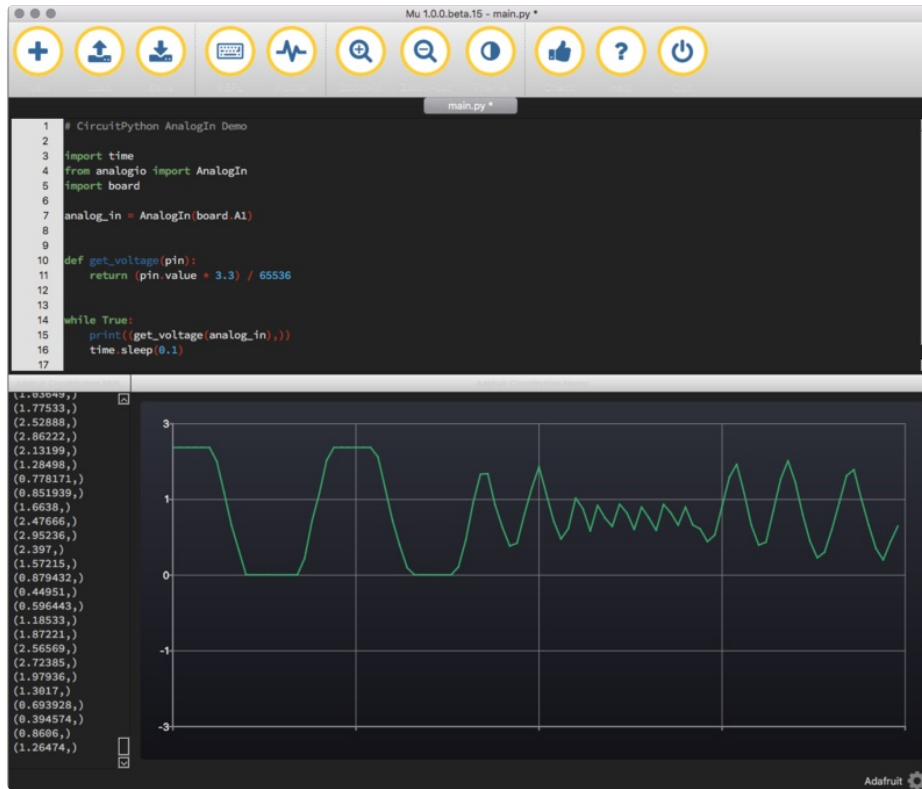 Mu 1.0.0.beta.15 - main.py *
main.py *
1 # CircuitPython AnalogIn Demo
2
3 import time
4 from analogio import AnalogIn
5 import board
6
7 analog_in = AnalogIn(board.A1)
8
9
10 def get_voltage(pin):
11     return (pin.value * 3.3) / 65536
12
13
14 while True:
15     print((get_voltage(analog_in),))
16     time.sleep(0.1)
17
(1.03649,)
(1.77533,)
(2.52888,)
(2.86222,)
(2.13199,)
(1.28498,)
(0.778171,)
(0.851939,)
(1.6638,)
(2.47666,)
(2.95236,)
(2.397,)
(1.57215,)
(0.879432,)
(0.44951,)
(0.596443,)
(1.18533,)
(1.87221,)
(2.56569,)
(2.72385,)
(1.97936,)
(1.3017,)
(0.693928,)
(0.394574,)
(0.8606,)
(1.26474,)
3
1
0
-1
-3
Adafruit